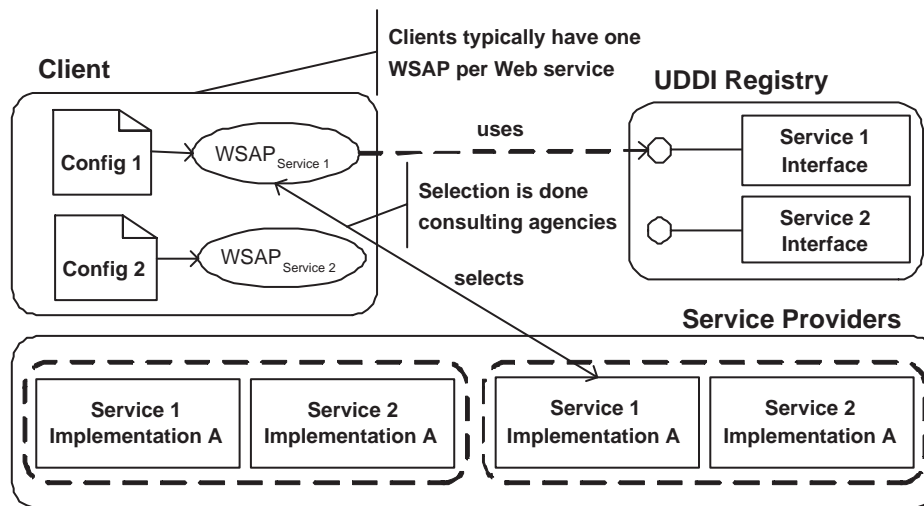 Clients typically have one
WSAP per Web service
Client
UDDI Registry
Config 1
WSAP Service 1
uses
Service 1
Interface
Selection is done
consulting agencies
Service 2
Interface
Config 2
WSAP Service 2
selects
Service Providers
Service 1
Implementation A
Service 2
Implementation A
Service 1
Implementation A
Service 2
Implementation A